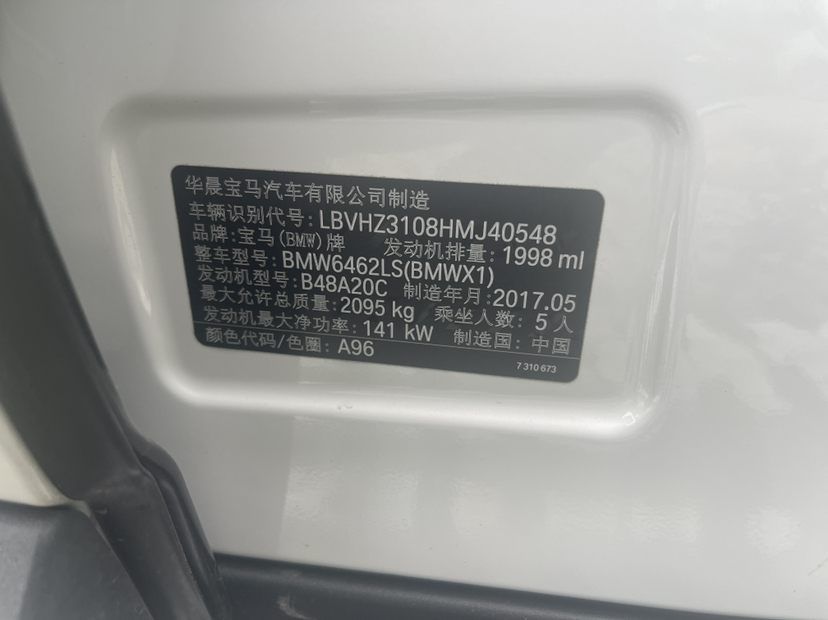 华晨宝马汽车有限公司制造
车辆识别代号: LBVHZ3108HMJ40548
品牌: 宝马(BMW)牌 发动机排量: 1998 ml
整车型号: BMW6462LS(BMWX1)
发动机型号: B48A20C 制造年月: 2017.05
最大允许总质量: 2095 kg 乘坐人数: 5 人
发动机最大净功率: 141 kW 制造国: 中国
颜色代码/色圈: A96
7 310 673